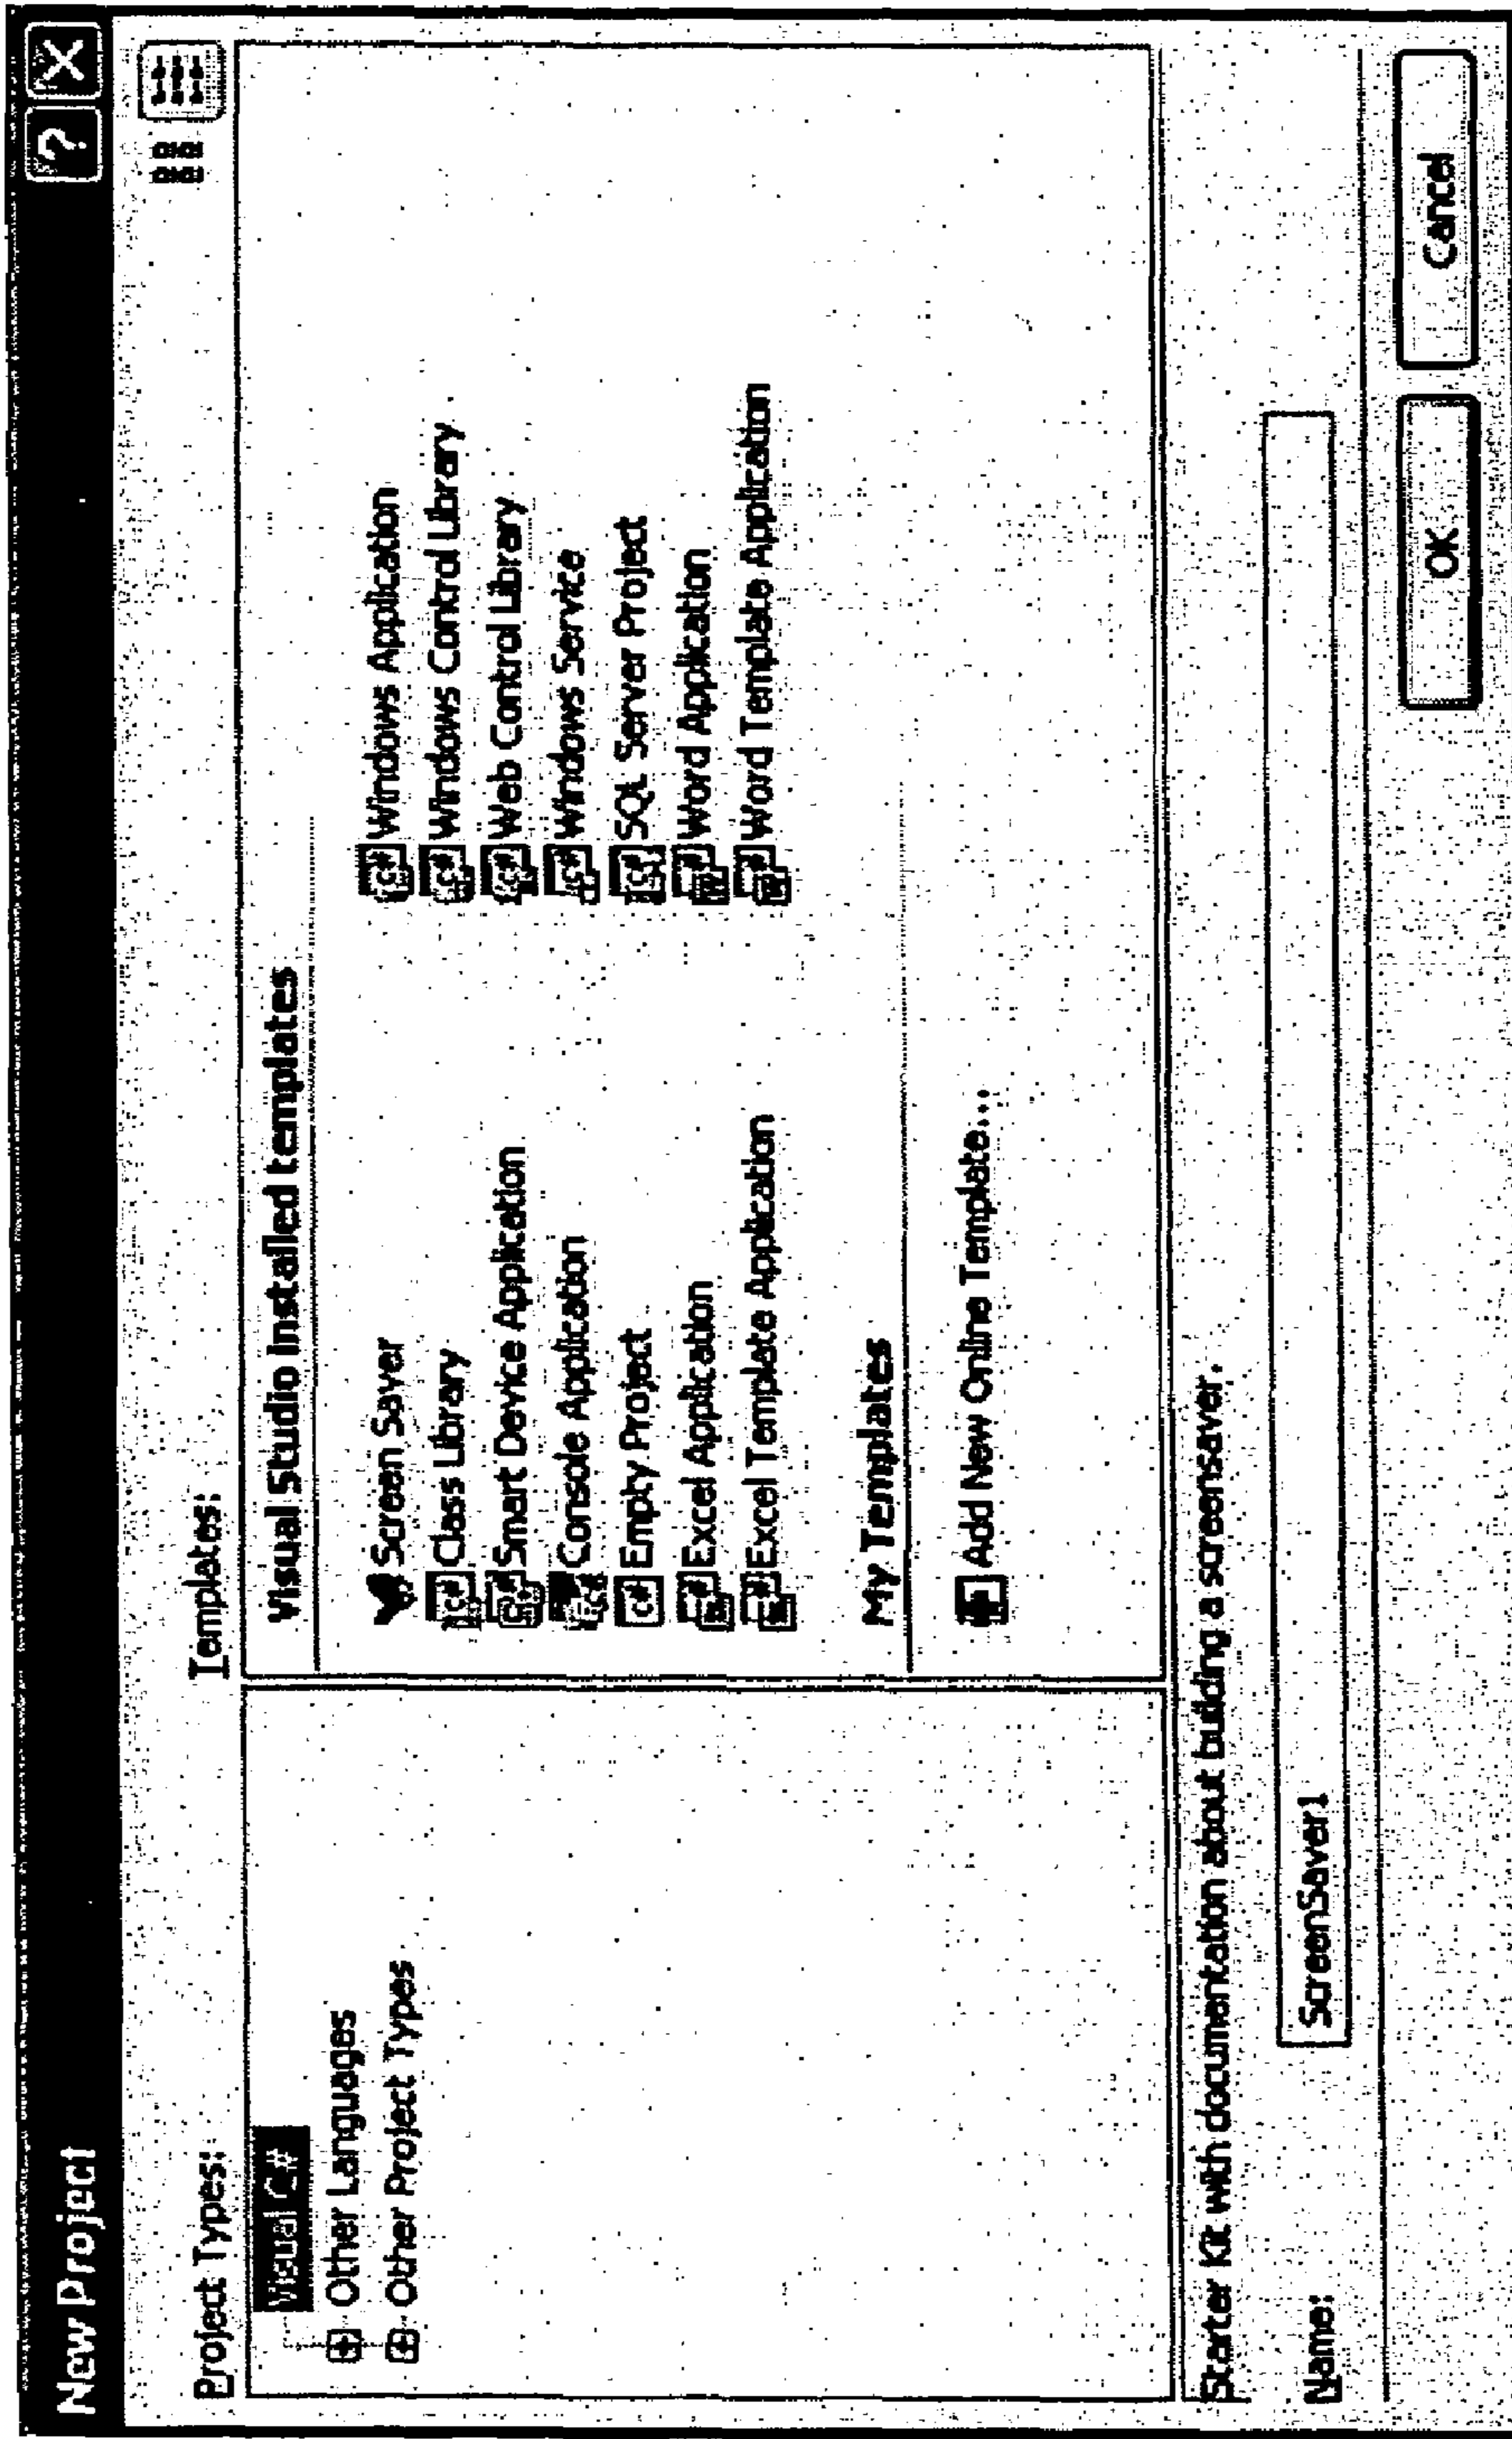 New Project
? X
Project Types:
Visual C#
Other Languages
Other Project Types
Templates:
Visual Studio installed templates
Screen Saver
Class Library
Smart Device Application
Console Application
Empty Project
Excel Application
Excel Template Application
Windows Application
Windows Control Library
Web Control Library
Windows Service
SQL Server Project
Word Application
Word Template Application
My Templates
Add New Online Template...
Starter Kit with documentation about building a screensaver.
Name:
ScreenSaver1
OK
Cancel